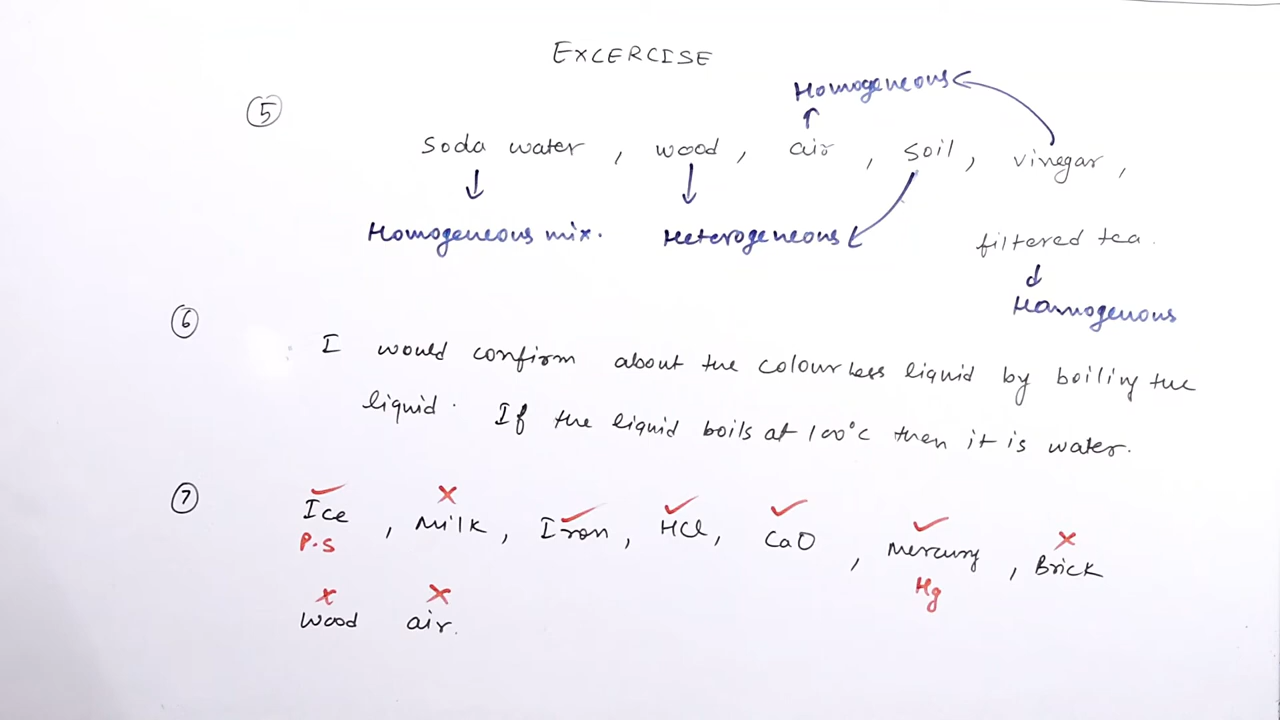 EXCERCISE
Homogeneous
5
Soda water , wood , air , Soil , vinegar ,
Homogeneous mix. Heterogeneous
filtered tea.
Hamogenous
6
I would confirm about the colourless liquid by boiling the
liquid. If the liquid boils at 100°C then it is water.
7
Ice , Milk , Iron , HCl , CaO , Mercury , Brick
P.S Hg
wood air.